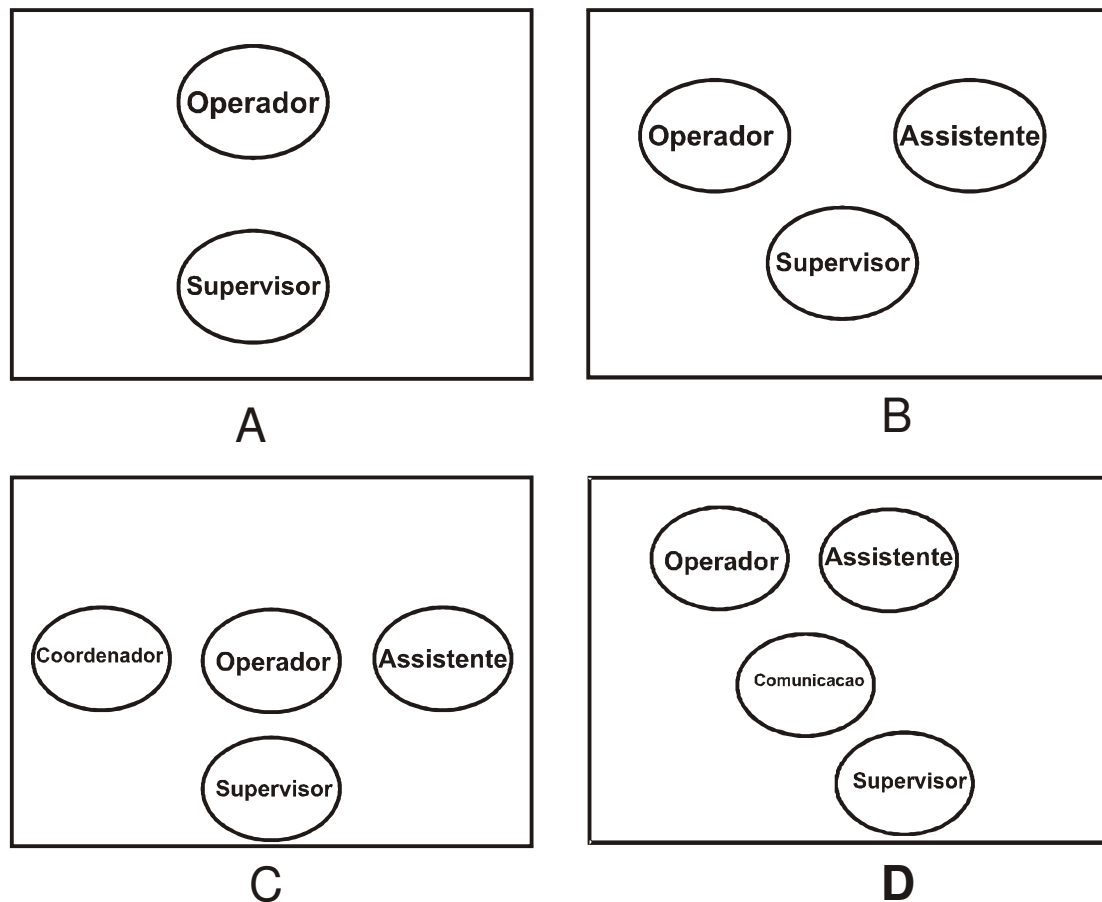 Operador
Supervisor
A
Operador
Assistente
Supervisor
B
Coordenador
Operador
Assistente
Supervisor
C
Operador
Assistente
Comunicacao
Supervisor
D